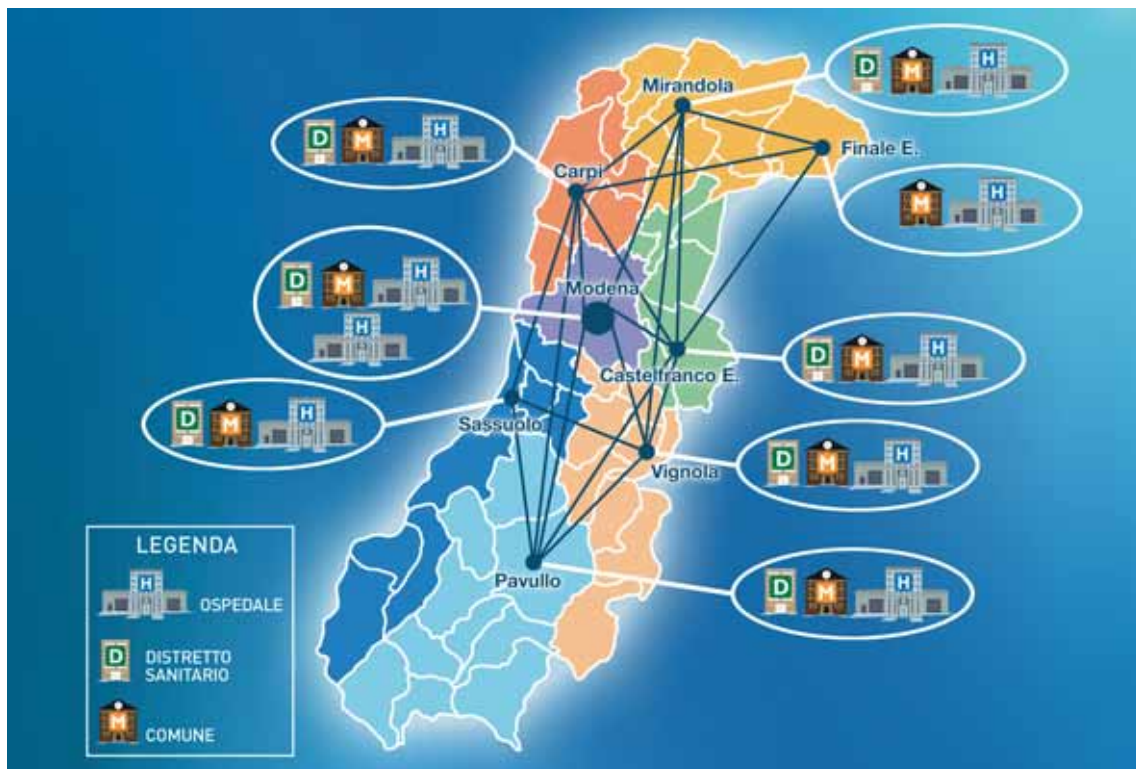 D M H
Mirandola
D M H
Finale E.
Carpi
M H
D M H
Modena
H
D M H
Castelfranco E.
D M H
Sassuolo
D M H
Vignola
LEGENDA
H OSPEDALE
Pavullo
D M H
D DISTRETTO
SANITARIO
M COMUNE